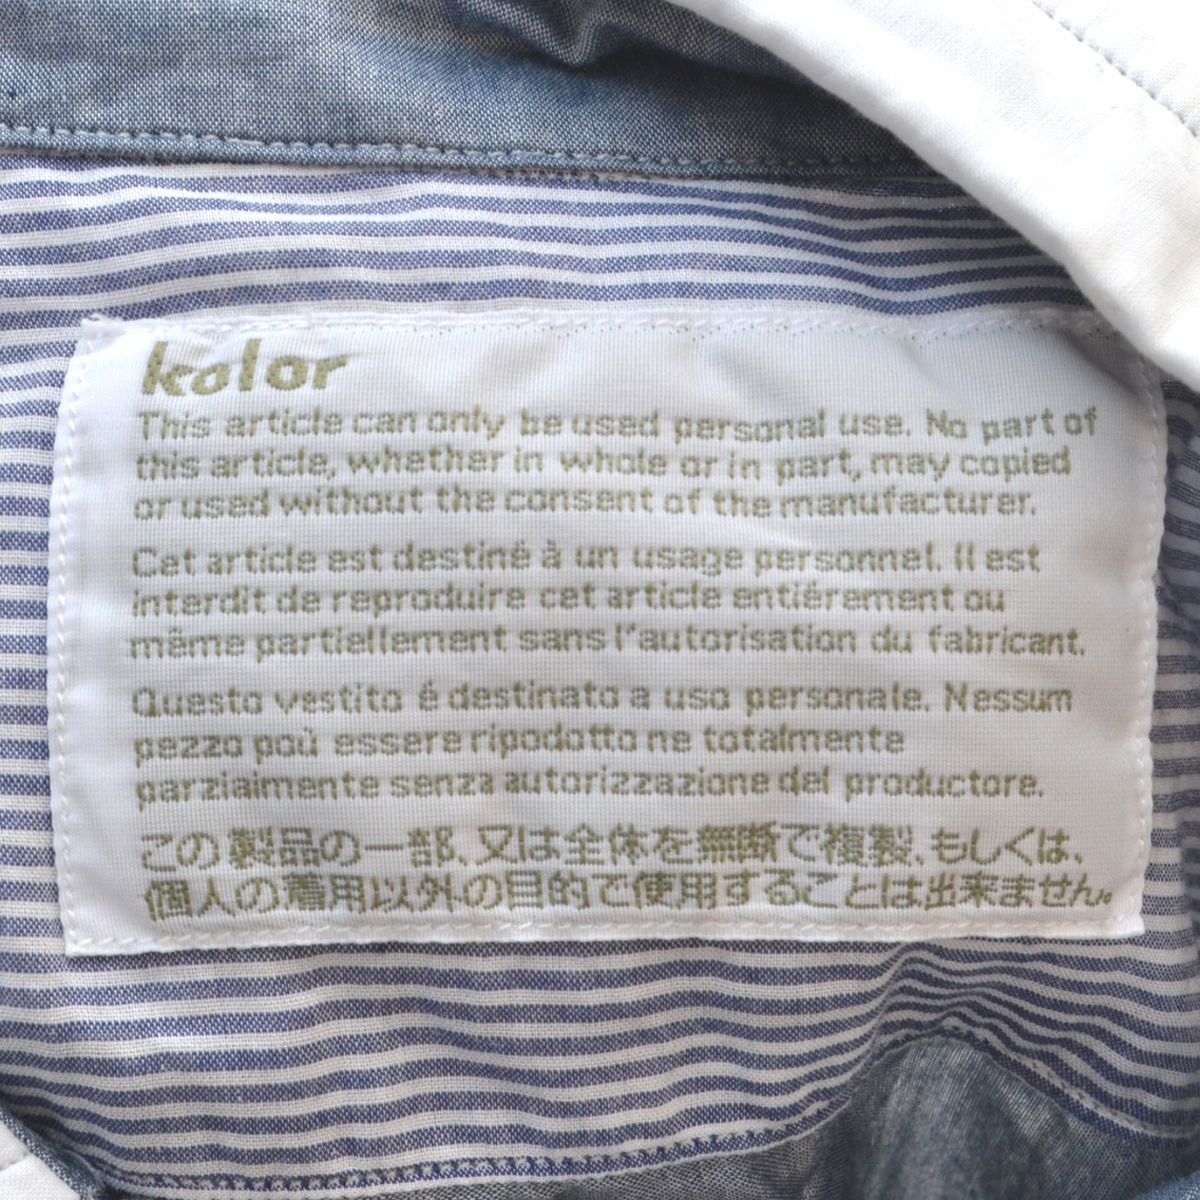 kolor
This article can only be used personal use. No part of
this article, whether in whole or in part, may copied
or used without the consent of the manufacturer.
Cet article est destiné à un usage personnel. Il est
interdit de reproduire cet article entiérement ou
même partiellement sans l'autorisation du fabricant.
Questo vestito é destinato a uso personale. Nessum
pezzo poù essere ripodotto ne totalmente
parziaimente senza autorizzazione del productore.
この製品の一部、又は全体を無断で複製、もしくは、
個人の着用以外の目的で使用することは出来ません。